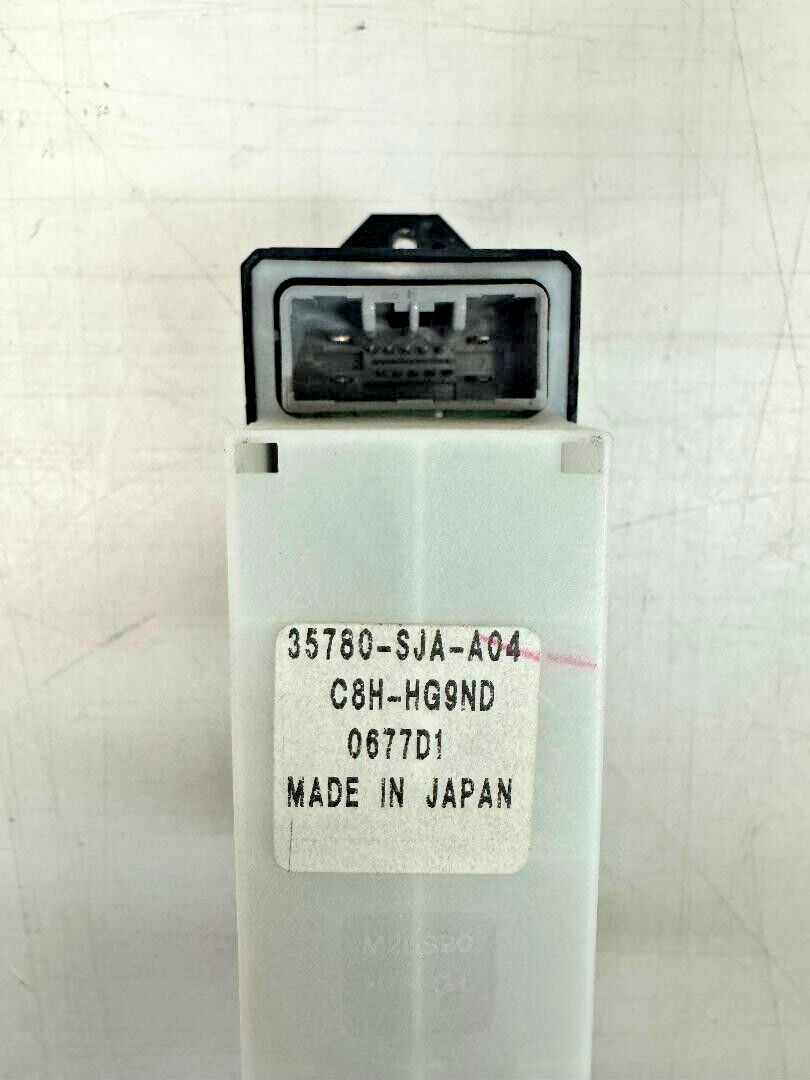 35780-SJA-A04
C8H-HG9ND
0677D1
MADE IN JAPAN